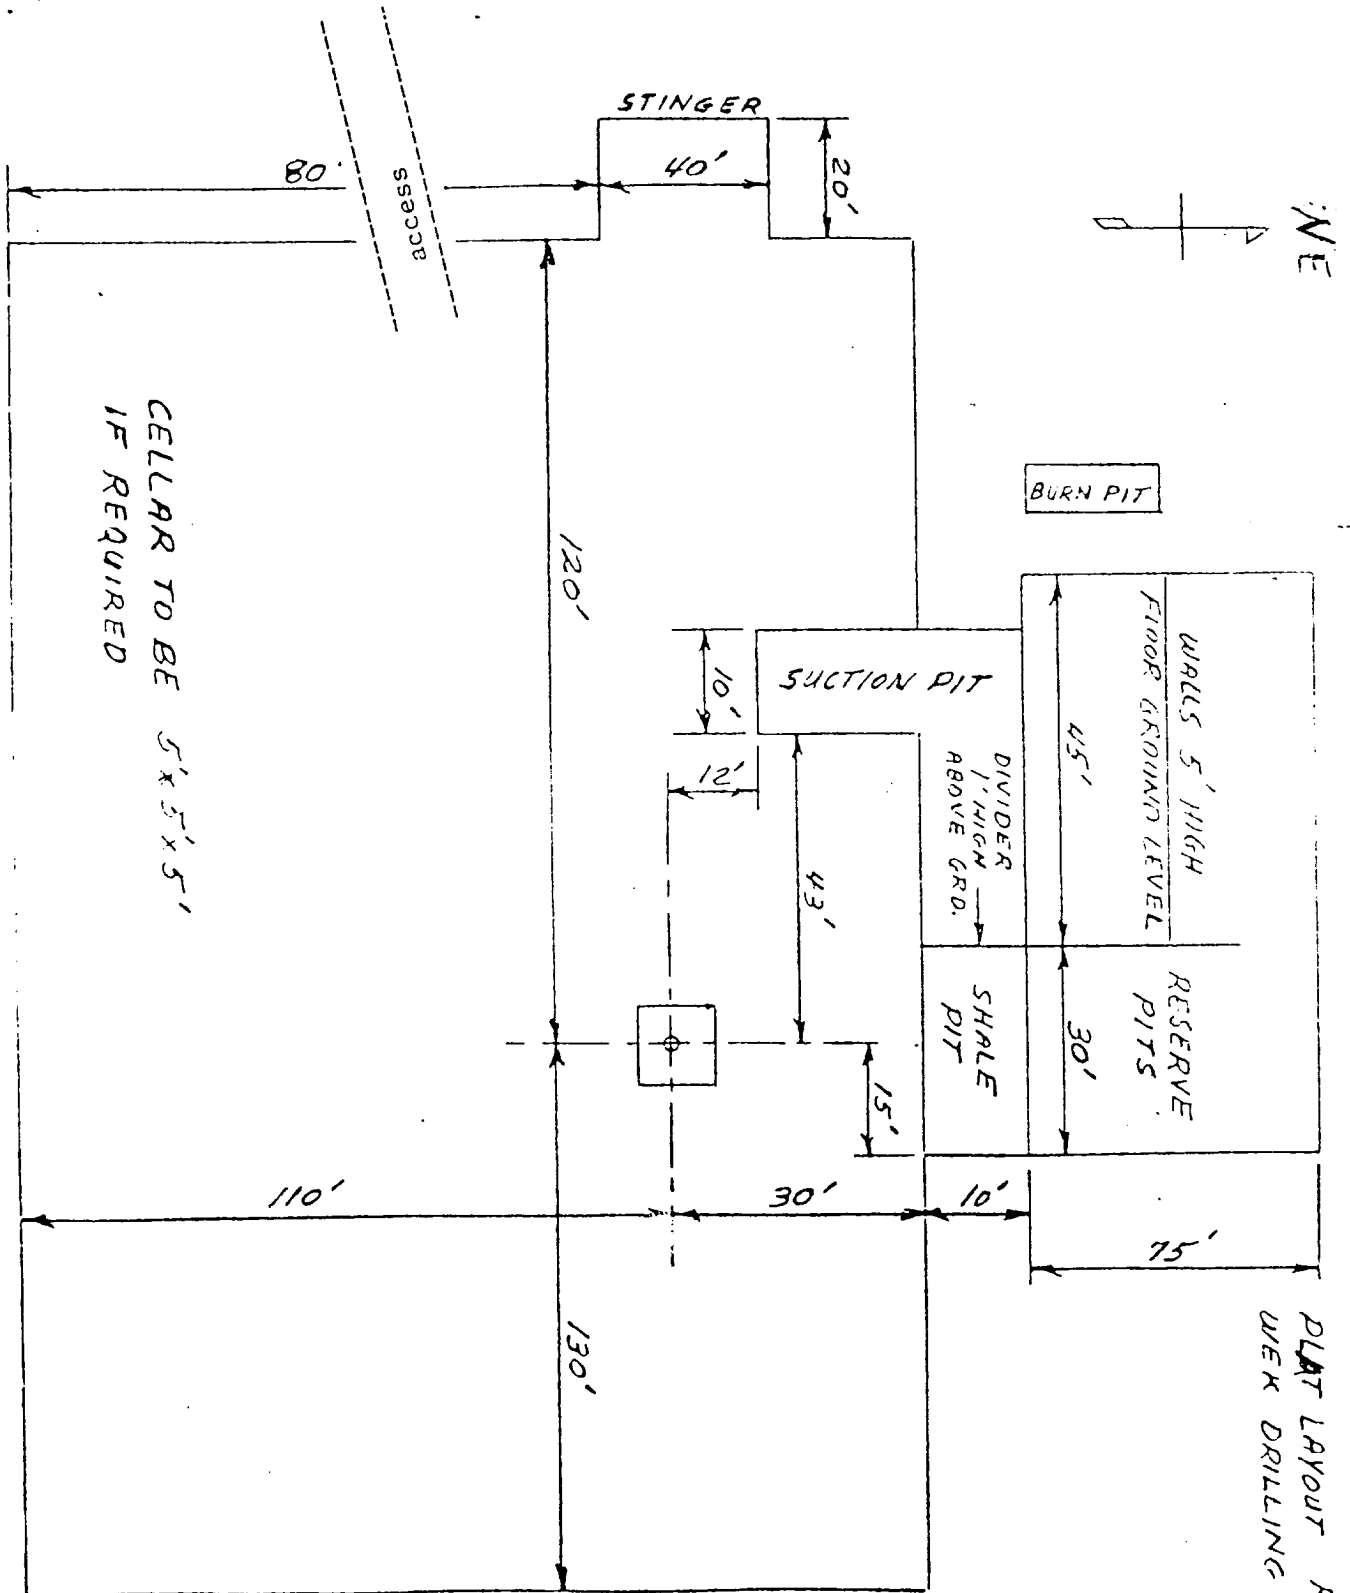 STINGER
80'
40'
20'
NE
access
BURN PIT
CELLAR TO BE 5'x5'x5'
IF REQUIRED
120'
10'
SUCTION PIT
12'
43'
DIVIDER
1' HIGH
ABOVE GRD.
45'
WALLS 5' HIGH
FLOOR GROUND LEVEL
SHALE
PIT
30'
RESERVE
PITS
15'
110'
30'
10'
75'
130'
PLAT LAYOUT
WEK DRILLING